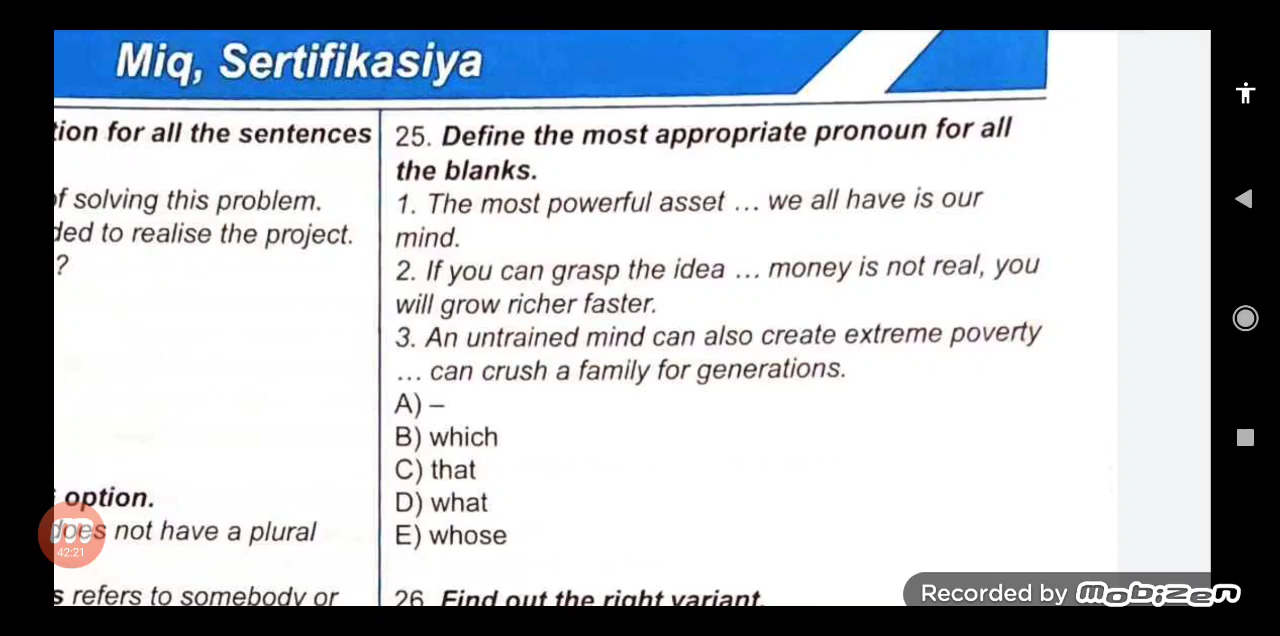 Miq, Sertifikasiya
tion for all the sentences
of solving this problem.
ded to realise the project.
?
option.
does not have a plural
s refers to somebody or
25. Define the most appropriate pronoun for all
the blanks.
1. The most powerful asset ... we all have is our
mind.
2. If you can grasp the idea ... money is not real, you
will grow richer faster.
3. An untrained mind can also create extreme poverty
... can crush a family for generations.
A) –
B) which
C) that
D) what
E) whose
26. Find out the right variant.
42:21
Recorded by Mobizen